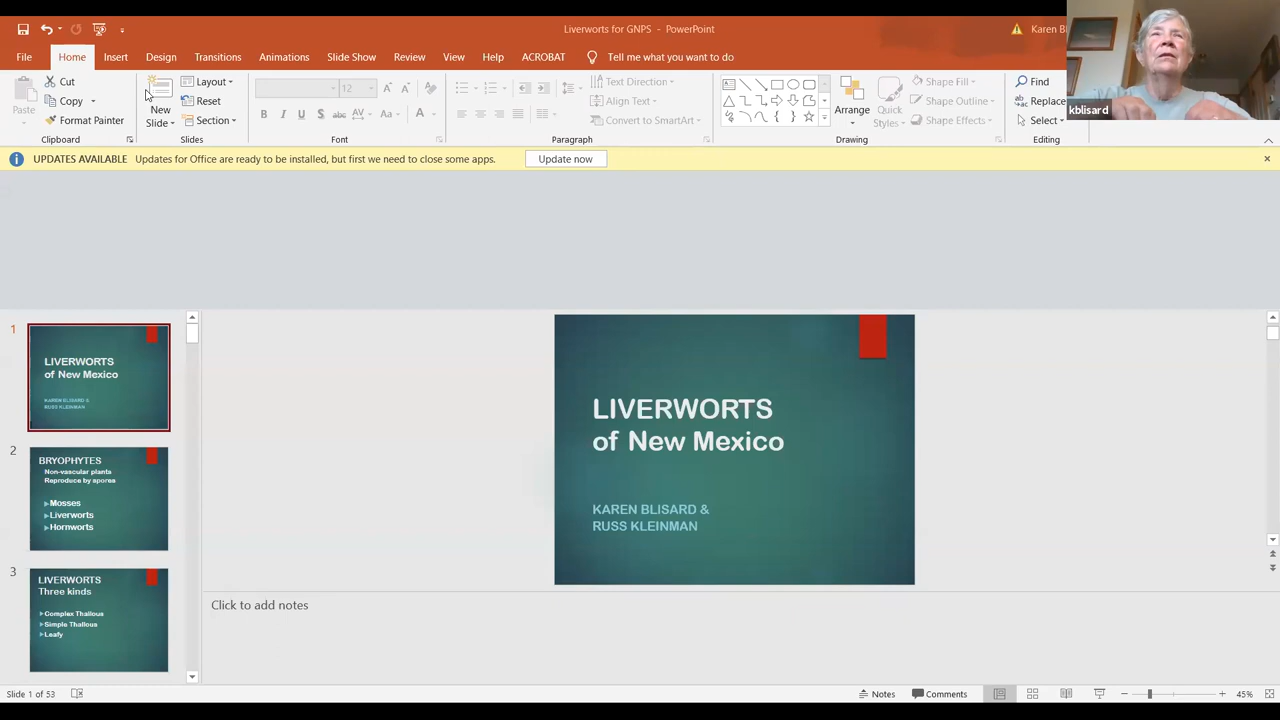 Liverworts for GNPS - PowerPoint
Karen Bl
File Home Insert Design Transitions Animations Slide Show Review View Help ACROBAT Tell me what you want to do
Paste
Cut
Copy
Format Painter
Clipboard
New
Slide
Layout
Reset
Section
Slides
12
B I U S abc AV Aa A
Font
Text Direction
Align Text
Convert to SmartArt
Paragraph
Arrange
Quick
Styles
Shape Fill
Shape Outline
Shape Effects
Drawing
Find
Replace
Select
Editing
kblisard
UPDATES AVAILABLE Updates for Office are ready to be installed, but first we need to close some apps. Update now
1
LIVERWORTS
of New Mexico
KAREN BLISARD &
RUSS KLEINMAN
2
BRYOPHYTES
Non-vascular plants
Reproduce by spores
Mosses
Liverworts
Hornworts
3
LIVERWORTS
Three kinds
Complex Thallous
Simple Thallous
Leafy
LIVERWORTS
of New Mexico
KAREN BLISARD &
RUSS KLEINMAN
Click to add notes
Slide 1 of 53
Notes
Comments
45%